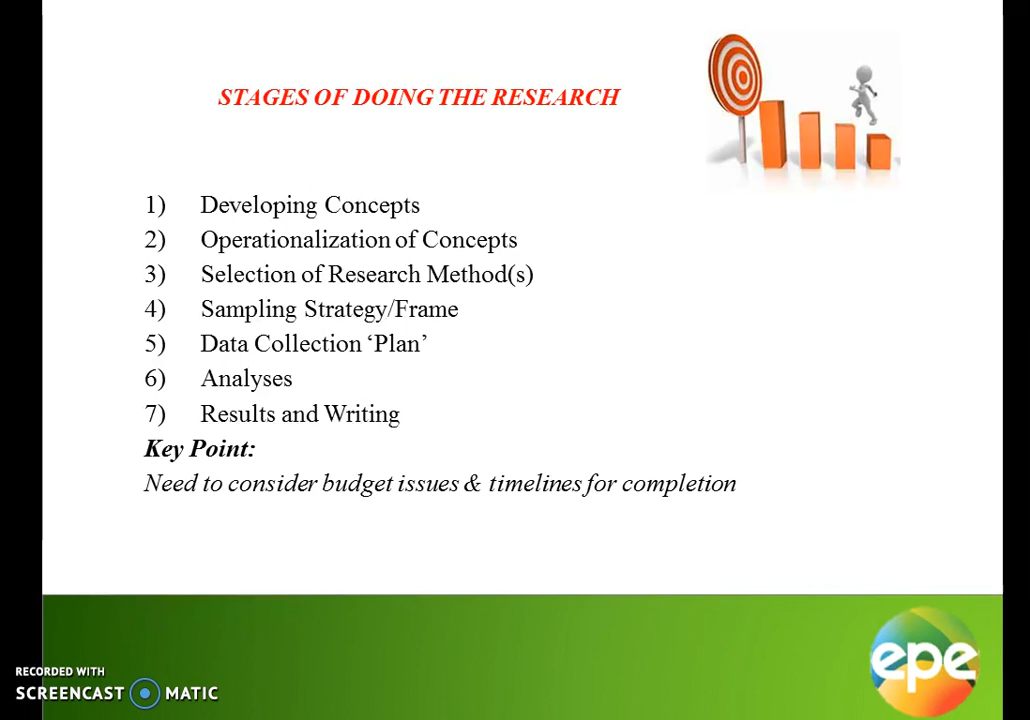 STAGES OF DOING THE RESEARCH
1) Developing Concepts
2) Operationalization of Concepts
3) Selection of Research Method(s)
4) Sampling Strategy/Frame
5) Data Collection ‘Plan’
6) Analyses
7) Results and Writing
Key Point:
Need to consider budget issues & timelines for completion
epe
RECORDED WITH
SCREENCAST MATIC